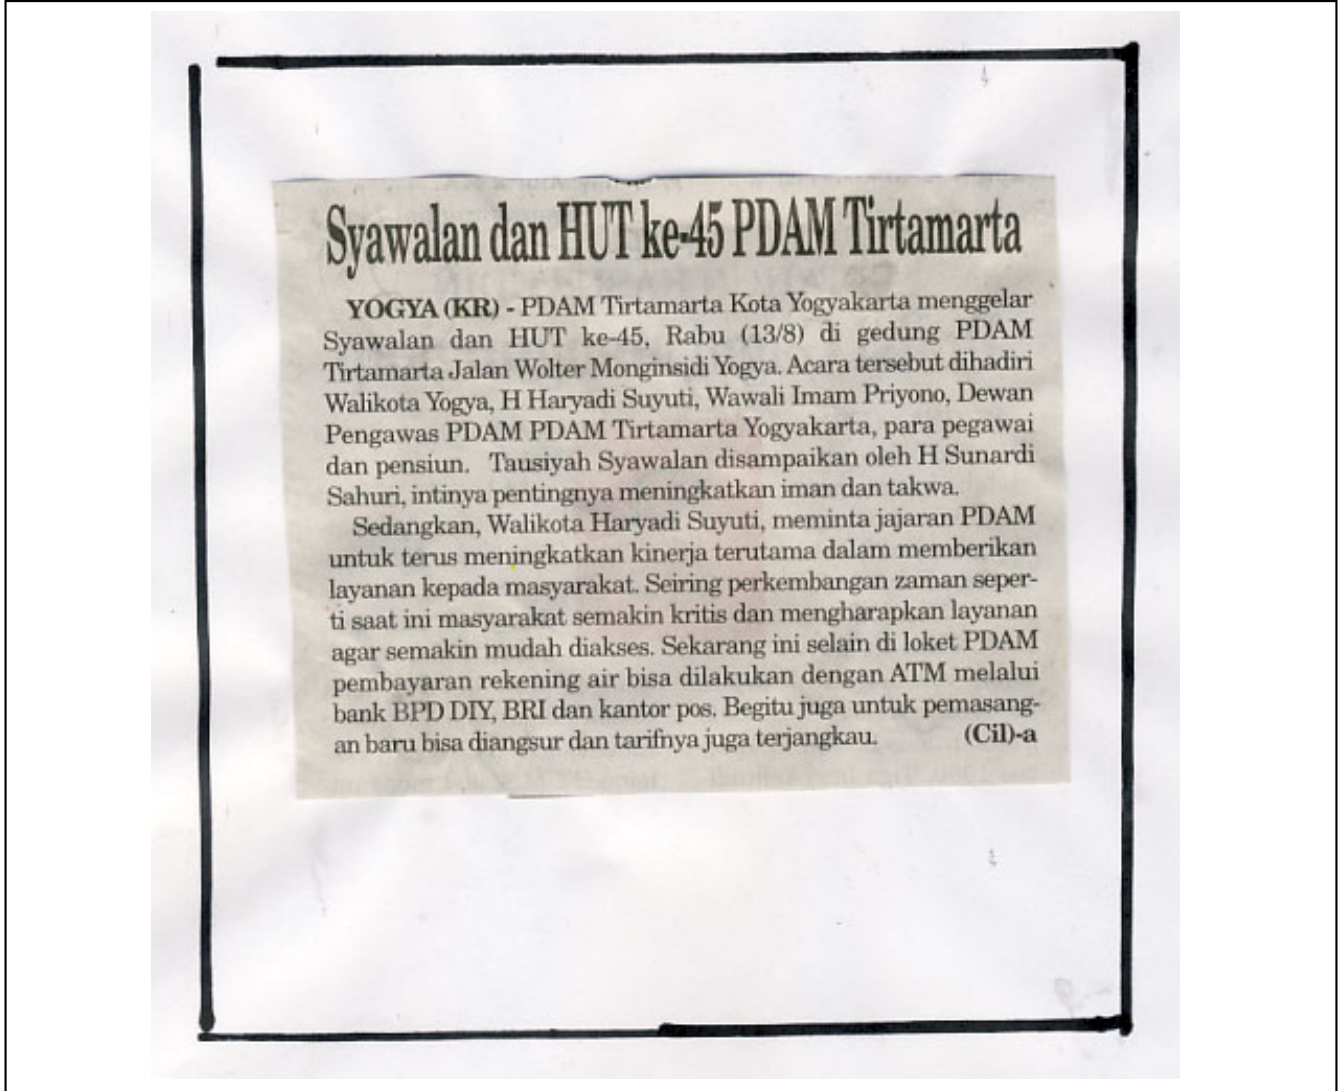 Syawalan dan HUT ke-45 PDAM Tirtamarta
YOGYA (KR) - PDAM Tirtamarta Kota Yogyakarta menggelar
Syawalan dan HUT ke-45, Rabu (13/8) di gedung PDAM
Tirtamarta Jalan Wolter Monginsidi Yogya. Acara tersebut dihadiri
Walikota Yogya, H Haryadi Suyuti, Wawali Imam Priyono, Dewan
Pengawas PDAM PDAM Tirtamarta Yogyakarta, para pegawai
dan pensiun. Tausiyah Syawalan disampaikan oleh H Sunardi
Sahuri, intinya pentingnya meningkatkan iman dan takwa.
Sedangkan, Walikota Haryadi Suyuti, meminta jajaran PDAM
untuk terus meningkatkan kinerja terutama dalam memberikan
layanan kepada masyarakat. Seiring perkembangan zaman seper-
ti saat ini masyarakat semakin kritis dan mengharapkan layanan
agar semakin mudah diakses. Sekarang ini selain di loket PDAM
pembayaran rekening air bisa dilakukan dengan ATM melalui
bank BPD DIY, BRI dan kantor pos. Begitu juga untuk pemasang-
an baru bisa diangsur dan tarifnya juga terjangkau. (Cil)-a